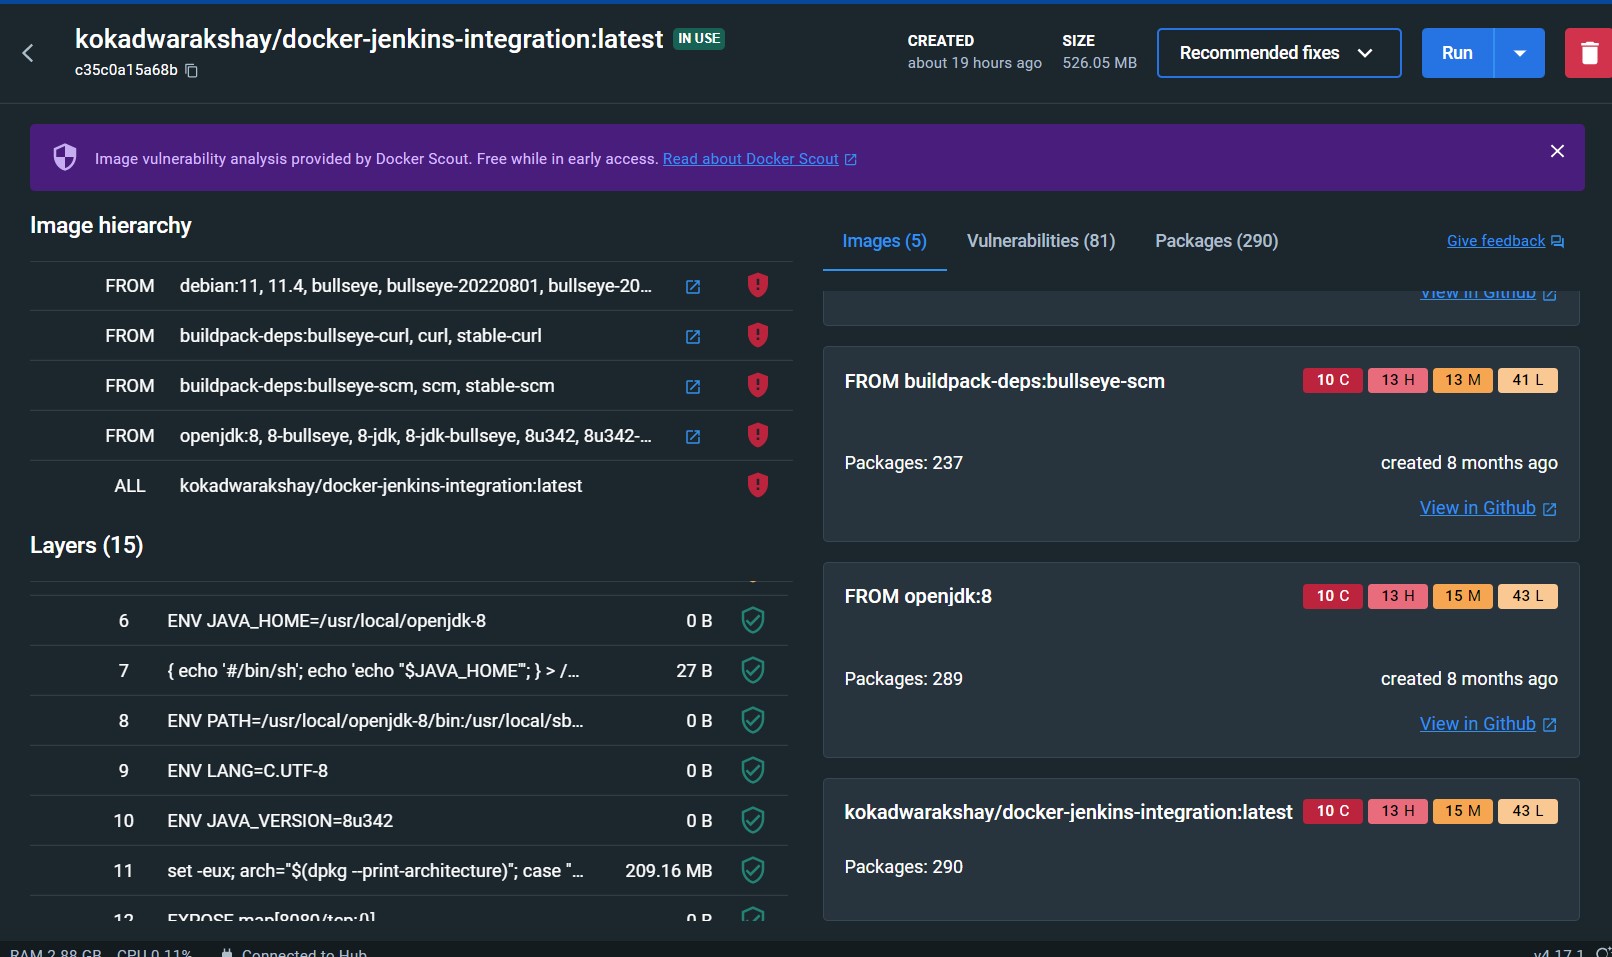 kokadwarakshay/docker-jenkins-integration:latest IN USE
c35c0a15a68b
CREATED
about 19 hours ago
SIZE
526.05 MB
Recommended fixes
Run
Image vulnerability analysis provided by Docker Scout. Free while in early access. Read about Docker Scout
Image hierarchy
FROM debian:11, 11.4, bullseye, bullseye-20220801, bullseye-20...
FROM buildpack-deps:bullseye-curl, curl, stable-curl
FROM buildpack-deps:bullseye-scm, scm, stable-scm
FROM openjdk:8, 8-bullseye, 8-jdk, 8-jdk-bullseye, 8u342, 8u342-...
ALL kokadwarakshay/docker-jenkins-integration:latest
Layers (15)
6 ENV JAVA_HOME=/usr/local/openjdk-8 0 B
7 { echo '#/bin/sh'; echo 'echo "$JAVA_HOME"'; } > /... 27 B
8 ENV PATH=/usr/local/openjdk-8/bin:/usr/local/sb... 0 B
9 ENV LANG=C.UTF-8 0 B
10 ENV JAVA_VERSION=8u342 0 B
11 set -eux; arch="$(dpkg --print-architecture)"; case "... 209.16 MB
12 EXPOSE map[8080/tcp:{}] 0 B
Images (5) Vulnerabilities (81) Packages (290) Give feedback
View in Github
FROM buildpack-deps:bullseye-scm 10 C 13 H 13 M 41 L
Packages: 237 created 8 months ago
View in Github
FROM openjdk:8 10 C 13 H 15 M 43 L
Packages: 289 created 8 months ago
View in Github
kokadwarakshay/docker-jenkins-integration:latest 10 C 13 H 15 M 43 L
Packages: 290
RAM 2.88 GB CPU 0.11% Connected to Hub v4.17.1